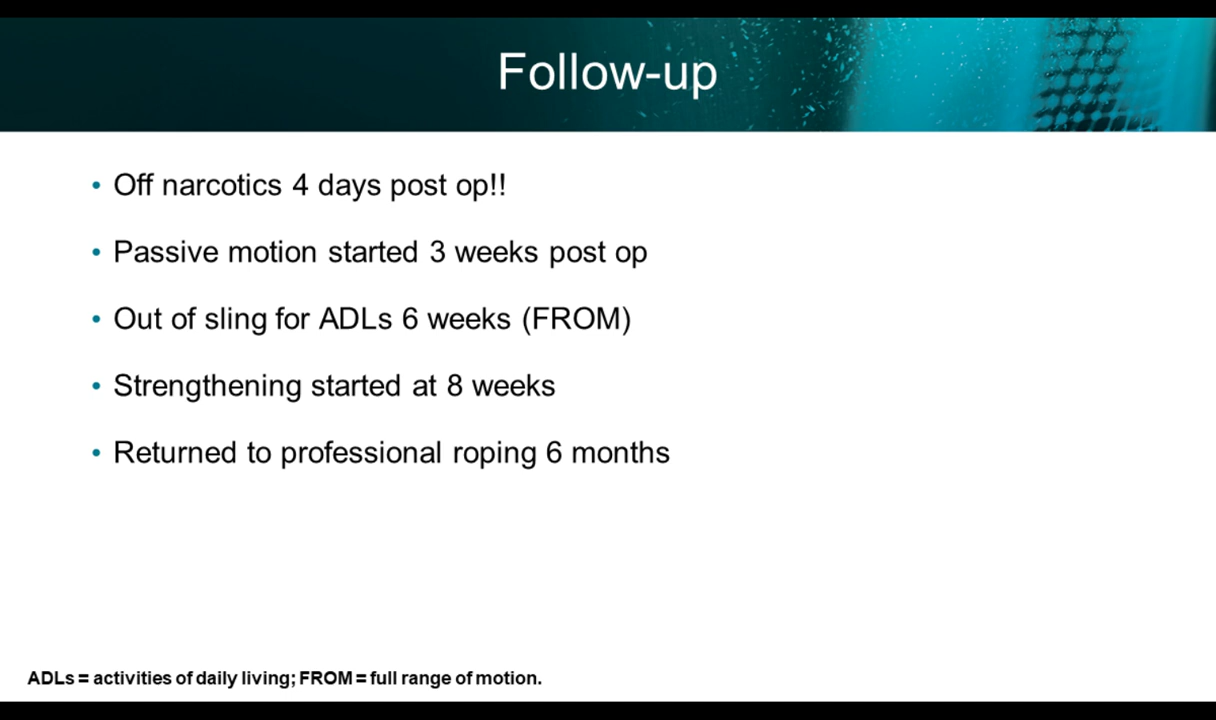 Follow-up
• Off narcotics 4 days post op!!
• Passive motion started 3 weeks post op
• Out of sling for ADLs 6 weeks (FROM)
• Strengthening started at 8 weeks
• Returned to professional roping 6 months
ADLs = activities of daily living; FROM = full range of motion.